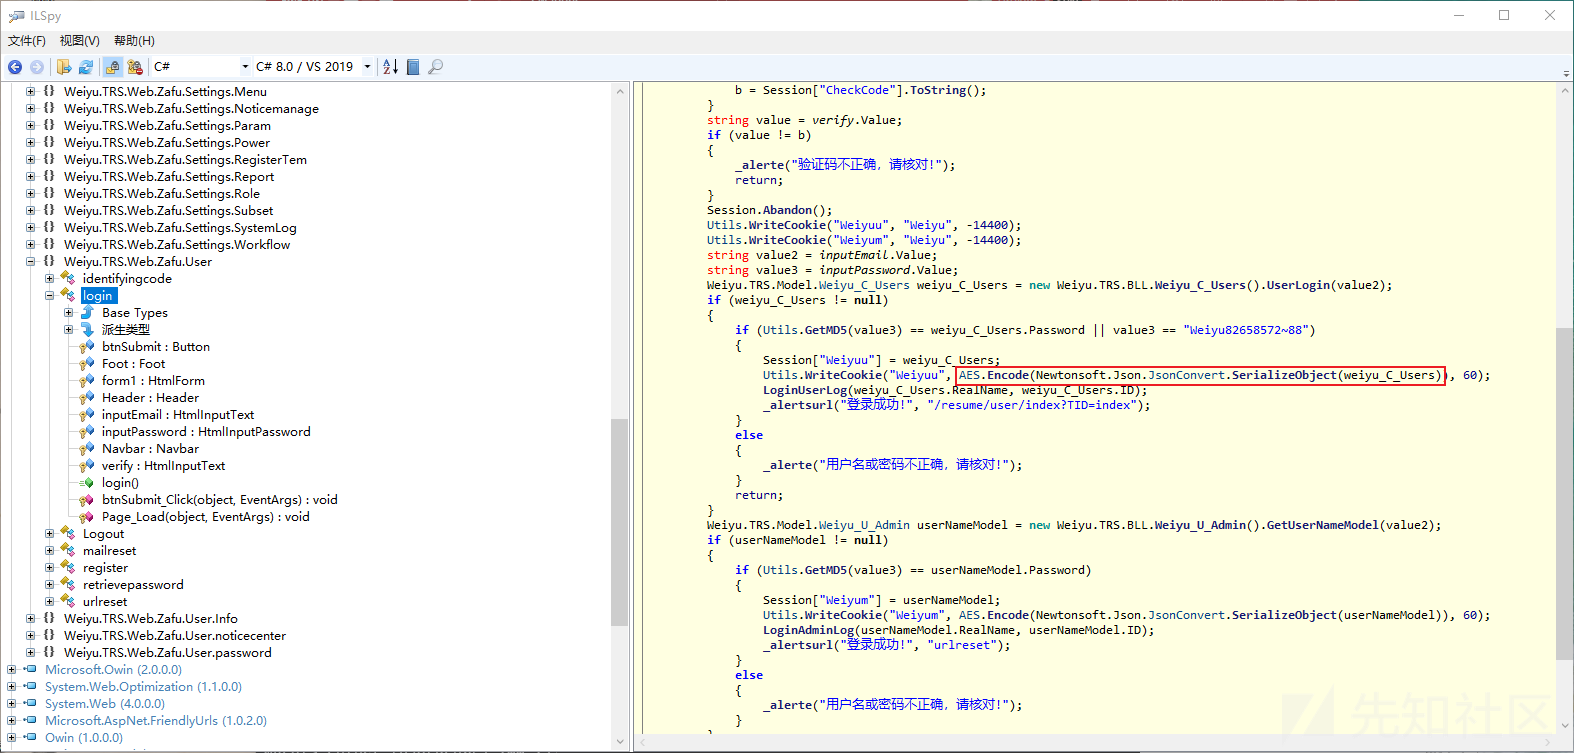 ILSpy
文件(F) 视图(V) 帮助(H)
C# C# 8.0 / VS 2019
Weiyu.TRS.Web.Zafu.Settings.Menu
Weiyu.TRS.Web.Zafu.Settings.Noticemanage
Weiyu.TRS.Web.Zafu.Settings.Param
Weiyu.TRS.Web.Zafu.Settings.Power
Weiyu.TRS.Web.Zafu.Settings.RegisterTem
Weiyu.TRS.Web.Zafu.Settings.Report
Weiyu.TRS.Web.Zafu.Settings.Role
Weiyu.TRS.Web.Zafu.Settings.Subset
Weiyu.TRS.Web.Zafu.Settings.SystemLog
Weiyu.TRS.Web.Zafu.Settings.Workflow
Weiyu.TRS.Web.Zafu.User
identifyingcode
login
Base Types
派生类型
btnSubmit : Button
Foot : Foot
form1 : HtmlForm
Header : Header
inputEmail : HtmlInputText
inputPassword : HtmlInputPassword
Navbar : Navbar
verify : HtmlInputText
login()
btnSubmit_Click(object, EventArgs) : void
Page_Load(object, EventArgs) : void
Logout
mailreset
register
retrievepassword
urlreset
Weiyu.TRS.Web.Zafu.User.Info
Weiyu.TRS.Web.Zafu.User.noticecenter
Weiyu.TRS.Web.Zafu.User.password
Microsoft.Owin (2.0.0.0)
System.Web.Optimization (1.1.0.0)
System.Web (4.0.0.0)
Microsoft.AspNet.FriendlyUrls (1.0.2.0)
Owin (1.0.0.0)
b = Session["CheckCode"].ToString();
}
string value = verify.Value;
if (value != b)
{
_alerte("验证码不正确，请核对!");
return;
}
Session.Abandon();
Utils.WriteCookie("Weiyuu", "Weiyu", -14400);
Utils.WriteCookie("Weiyum", "Weiyu", -14400);
string value2 = inputEmail.Value;
string value3 = inputPassword.Value;
Weiyu.TRS.Model.Weiyu_C_Users weiyu_C_Users = new Weiyu.TRS.BLL.Weiyu_C_Users().UserLogin(value2);
if (weiyu_C_Users != null)
{
if (Utils.GetMD5(value3) == weiyu_C_Users.Password || value3 == "Weiyu82658572~88")
{
Session["Weiyuu"] = weiyu_C_Users;
Utils.WriteCookie("Weiyuu", AES.Encode(Newtonsoft.Json.JsonConvert.SerializeObject(weiyu_C_Users)), 60);
LoginUserLog(weiyu_C_Users.RealName, weiyu_C_Users.ID);
_alertsurl("登录成功!", "/resume/user/index?TID=index");
}
else
{
_alerte("用户名或密码不正确，请核对!");
}
return;
}
Weiyu.TRS.Model.Weiyu_U_Admin userNameModel = new Weiyu.TRS.BLL.Weiyu_U_Admin().GetUserNameModel(value2);
if (userNameModel != null)
{
if (Utils.GetMD5(value3) == userNameModel.Password)
{
Session["Weiyum"] = userNameModel;
Utils.WriteCookie("Weiyum", AES.Encode(Newtonsoft.Json.JsonConvert.SerializeObject(userNameModel)), 60);
LoginAdminLog(userNameModel.RealName, userNameModel.ID);
_alertsurl("登录成功!", "urlreset");
}
else
{
_alerte("用户名或密码不正确，请核对!");
}
先知社区